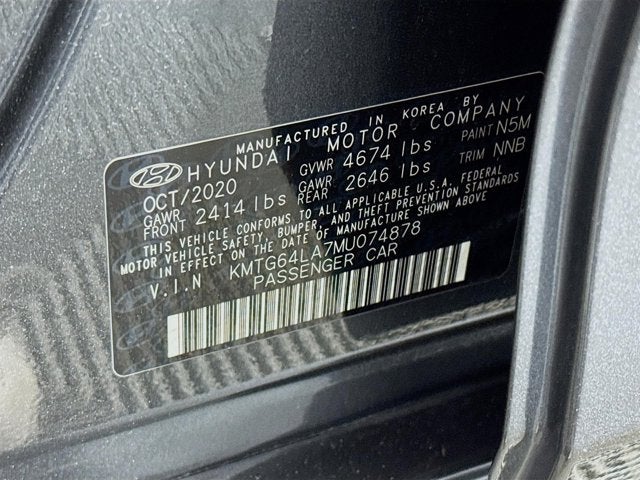 MANUFACTURED IN KOREA BY
HYUNDAI MOTOR COMPANY
OCT/2020 GVWR 4674 lbs PAINT N5M
GAWR FRONT 2414 lbs GAWR REAR 2646 lbs TRIM NNB
THIS VEHICLE CONFORMS TO ALL APPLICABLE U.S.A. FEDERAL
MOTOR VEHICLE SAFETY, BUMPER, AND THEFT PREVENTION STANDARDS
IN EFFECT ON THE DATE OF MANUFACTURE SHOWN ABOVE
V.I.N KMTG64LA7MU074878
PASSENGER CAR